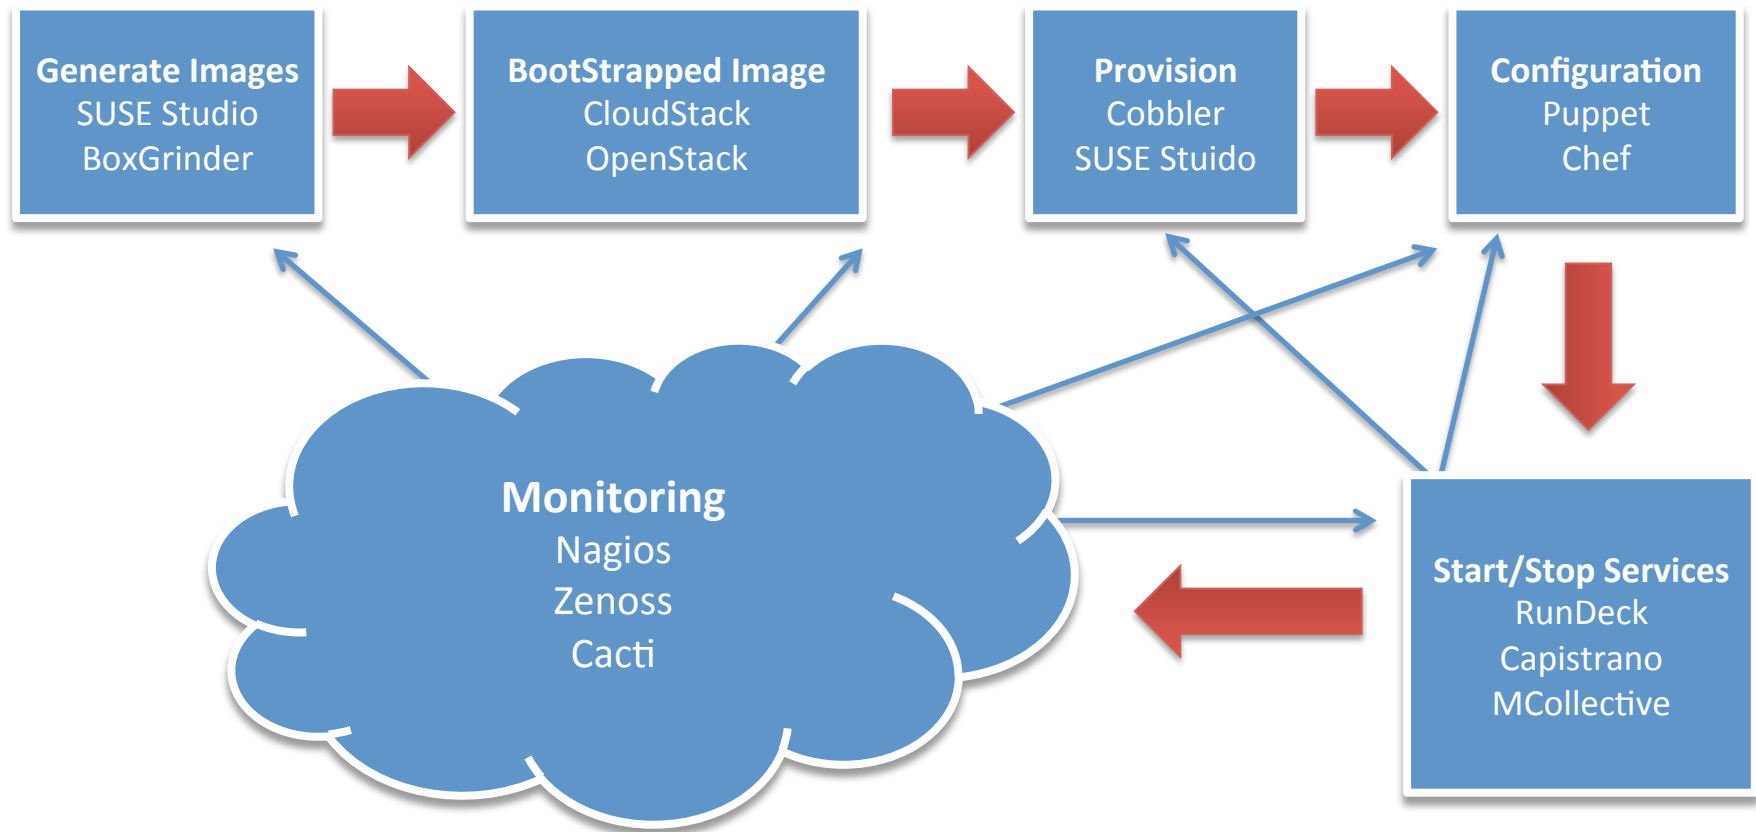 Generate Images
SUSE Studio
BoxGrinder
BootStrapped Image
CloudStack
OpenStack
Provision
Cobbler
SUSE Stuido
Configuration
Puppet
Chef
Monitoring
Nagios
Zenoss
Cacti
Start/Stop Services
RunDeck
Capistrano
MCollective